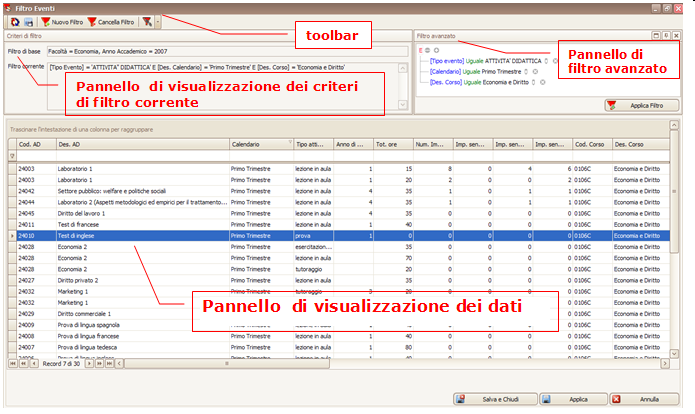 Filtro Eventi
Nuovo Filtro Cancella Filtro
toolbar
Criteri di filtro
Filtro di base Facoltà = Economia, Anno Accademico = 2007
Filtro corrente [Tipo Evento] = 'ATTIVITA' DIDATTICA' E [Des. Calendario] = 'Primo Trimestre' E [Des. Corso] = 'Economia e Diritto'
Pannello di visualizzazione dei criteri
di filtro corrente
Filtro avanzato
E
[Tipo evento] Uguale ATTIVITA' DIDATTICA
[Calendario] Uguale Primo Trimestre
[Des. Corso] Uguale Economia e Diritto
Pannello di
filtro avanzato
Applica Filtro
Trascinare l'intestazione di una colonna per raggruppare
Cod. AD Des. AD Calendario Tipo atti... Anno di ... Tot. ore Num. Im... Imp. sen... Imp. sen... Imp. sen... Cod. Corso Des. Corso
24003 Laboratorio 1 Primo Trimestre lezione in aula 1 15 8 0 4 6 0106C Economia e Diritto
24003 Laboratorio 1 Primo Trimestre lezione in aula 1 20 2 0 1 0 0106C Economia e Diritto
24042 Settore pubblico: welfare e politiche sociali Primo Trimestre lezione in aula 4 35 1 0 1 0 0106C Economia e Diritto
24044 Laboratorio 2 (Aspetti metodologici ed empirici per il trattamento... Primo Trimestre lezione in aula 4 35 1 0 1 0 0106C Economia e Diritto
24045 Diritto del lavoro 1 Primo Trimestre lezione in aula 4 35 0 0 0 0 0106C Economia e Diritto
24011 Test di francese Primo Trimestre lezione in aula 1 40 0 0 0 0 0106C Economia e Diritto
24010 Test di inglese Primo Trimestre prova 1 0 0 0 0 0 0106C Economia e Diritto
24028 Economia 2 Primo Trimestre esercitazion... 35 0 0 0 0 0106C Economia e Diritto
24028 Economia 2 Primo Trimestre lezione in aula 70 0 0 0 0 0106C Economia e Diritto
24028 Economia 2 Primo Trimestre tutoraggio 20 0 0 0 0 0106C Economia e Diritto
24027 Diritto privato 2 Primo Trimestre lezione in aula 35 0 0 0 0 0106C Economia e Diritto
24032 Marketing 1 Primo Trimestre tutoraggio 3 20 0 0 0 0 0106C Economia e Diritto
24032 Marketing 1 0 0106C Economia e Diritto
24029 Diritto commerciale 1 0 0106C Economia e Diritto
Pannello di visualizzazione dei dati
24009 Prova di lingua spagnola 0 0106C Economia e Diritto
24008 Prova di lingua francese Primo Trimestre lezione in aula 1 40 0 0 0 0 0106C Economia e Diritto
24007 Prova di lingua tedesca Primo Trimestre lezione in aula 1 80 0 0 0 0 0106C Economia e Diritto
Record 7 di 30
Salva e Chiudi Applica Annulla